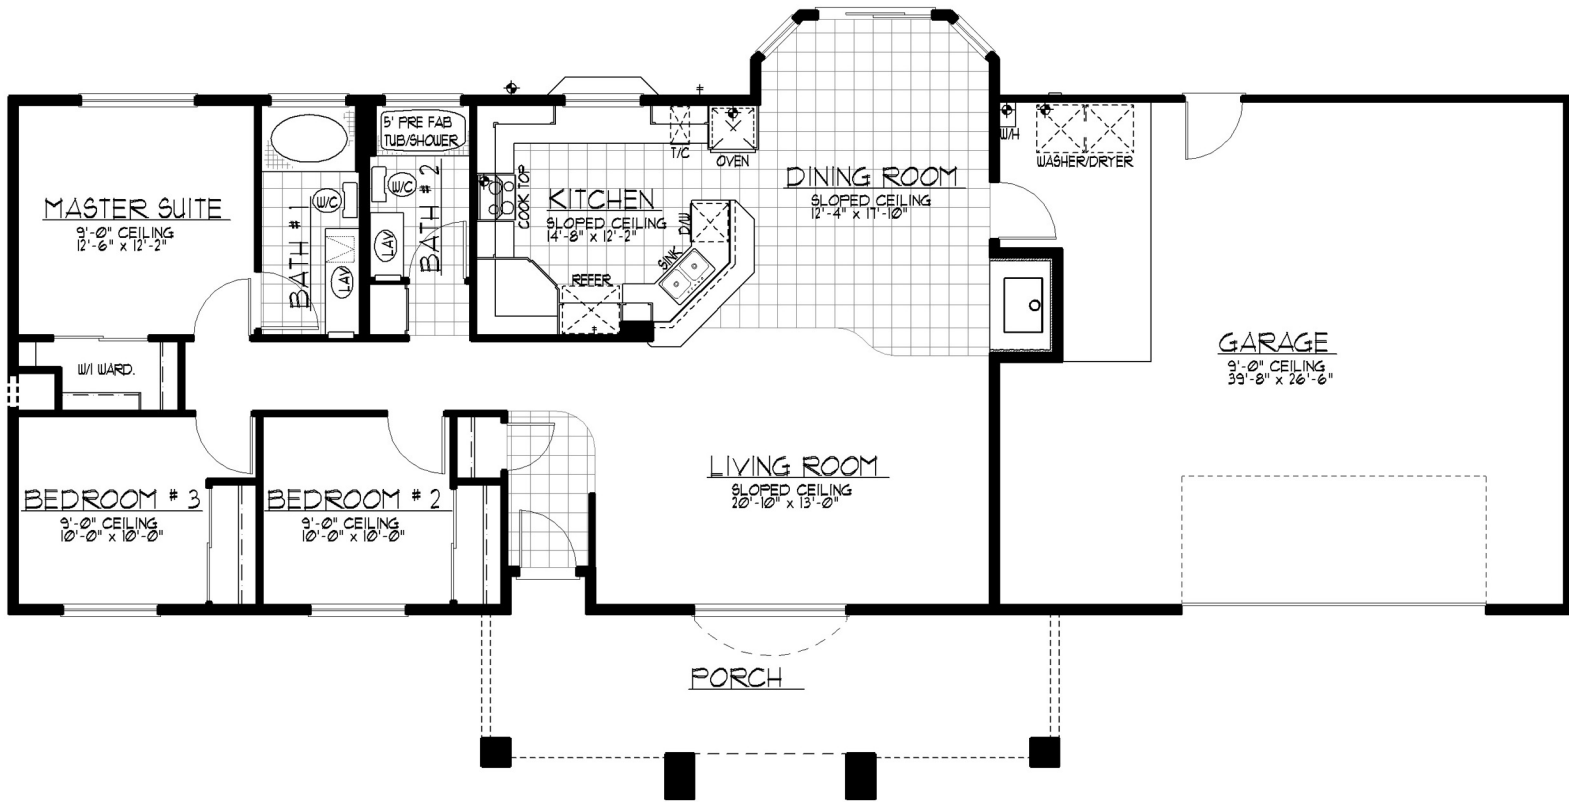 5' PRE FAB
TUB/SHOWER
T/C
OVEN
W/H
WASHER/DRYER
MASTER SUITE
9'-0" CEILING
12'-6" x 12'-2"
BATH # 1
W/C
LAV
BATH # 2
W/C
LAV
COOK TOP
KITCHEN
SLOPED CEILING
14'-8" x 12'-2"
D/W
SINK
REFER
DINING ROOM
SLOPED CEILING
12'-4" x 17'-10"
GARAGE
9'-0" CEILING
39'-8" x 26'-6"
W/I WARD.
BEDROOM # 3
9'-0" CEILING
10'-0" x 10'-0"
BEDROOM # 2
9'-0" CEILING
10'-0" x 10'-0"
LIVING ROOM
SLOPED CEILING
20'-10" x 13'-0"
PORCH